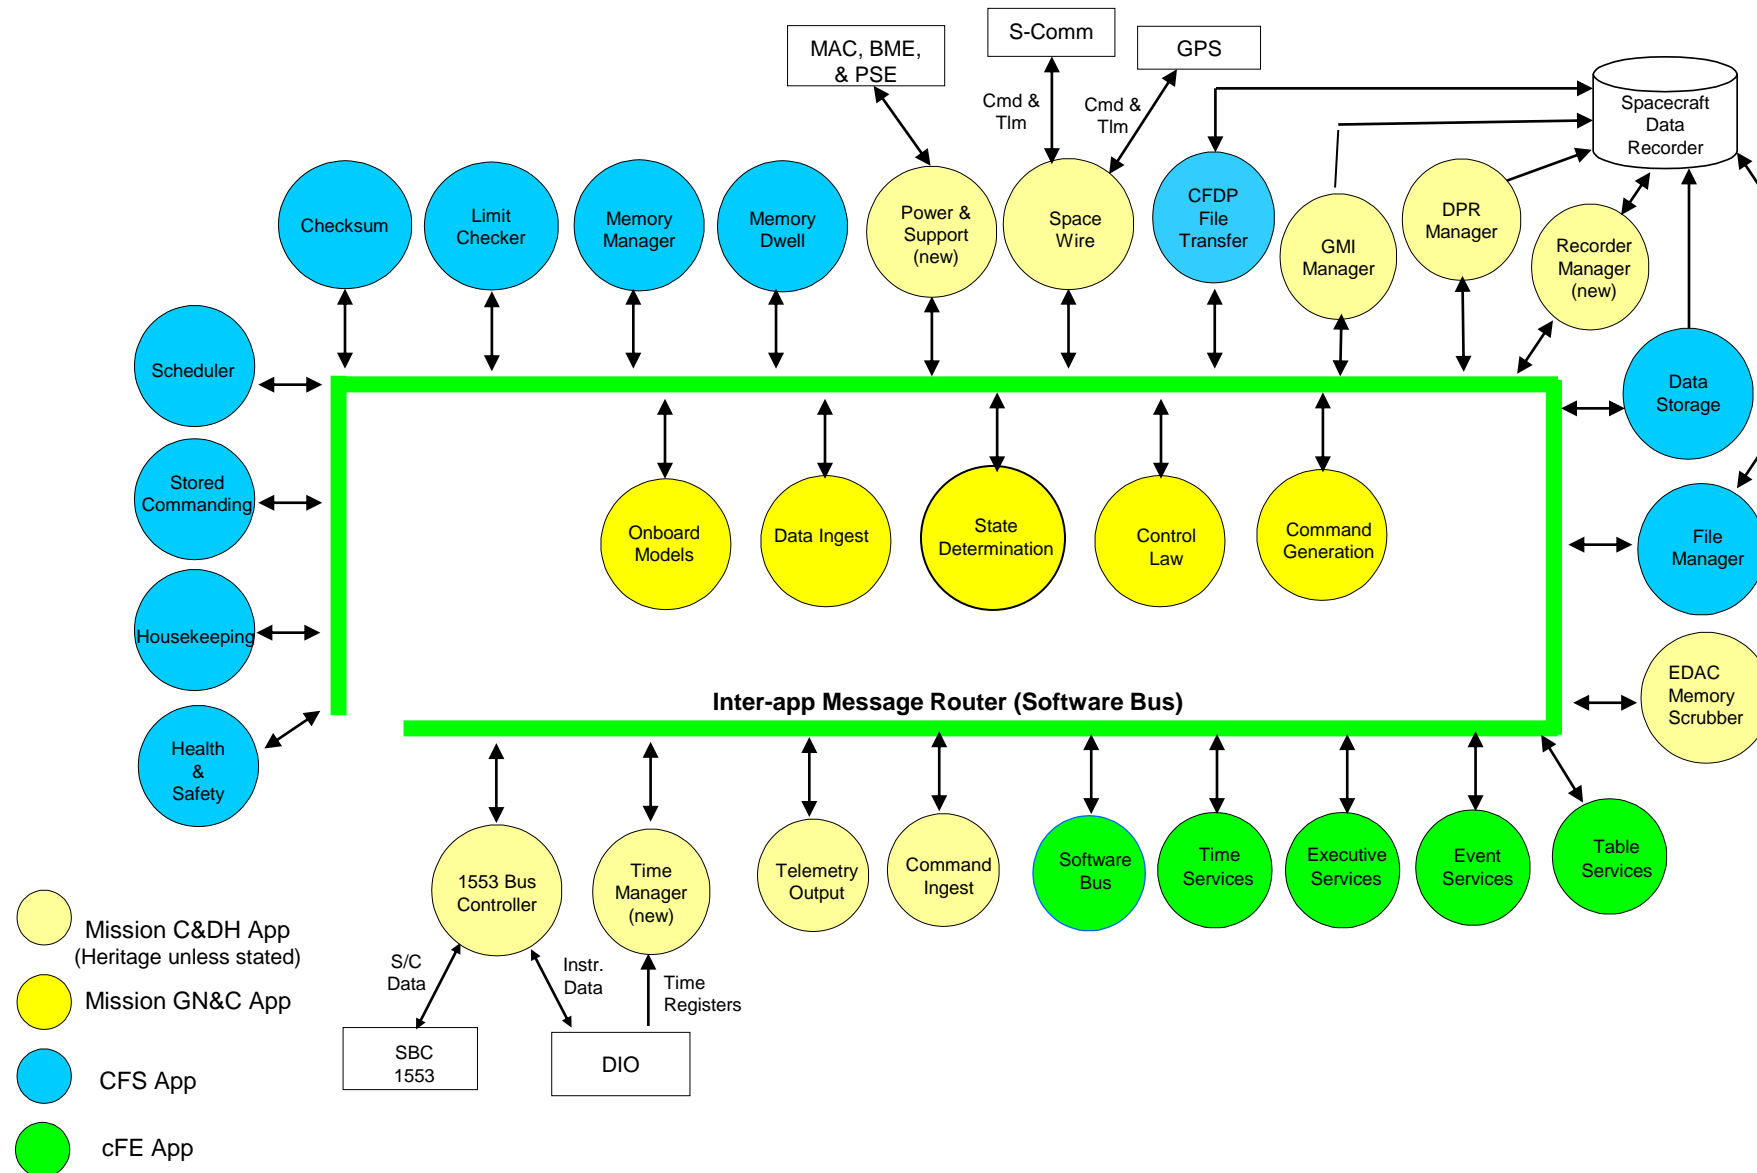 MAC, BME,
& PSE
S-Comm
GPS
Cmd &
Tlm
Cmd &
Tlm
Spacecraft
Data
Recorder
Checksum
Limit
Checker
Memory
Manager
Memory
Dwell
Power &
Support
(new)
Space
Wire
CFDP
File
Transfer
GMI
Manager
DPR
Manager
Recorder
Manager
(new)
Scheduler
Data
Storage
Stored
Commanding
Onboard
Models
Data Ingest
State
Determination
Control
Law
Command
Generation
File
Manager
Housekeeping
EDAC
Memory
Scrubber
Inter-app Message Router (Software Bus)
Health
&
Safety
1553 Bus
Controller
Time
Manager
(new)
Telemetry
Output
Command
Ingest
Software
Bus
Time
Services
Executive
Services
Event
Services
Table
Services
S/C
Data
Instr.
Data
Time
Registers
SBC
1553
DIO
Mission C&DH App
(Heritage unless stated)
Mission GN&C App
CFS App
cFE App